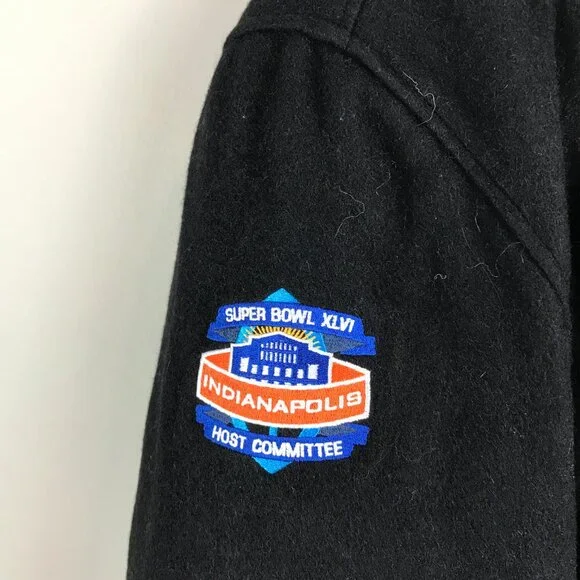 SUPER BOWL XLVI
INDIANAPOLIS
HOST COMMITTEE